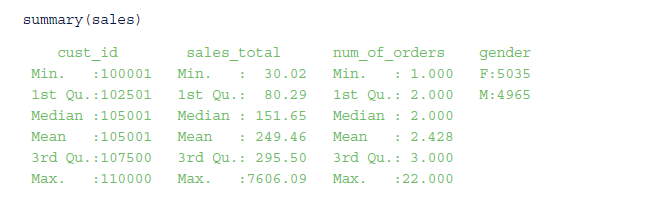 summary(sales)
cust_id sales_total num_of_orders gender
Min. :100001 Min. : 30.02 Min. : 1.000 F:5035
1st Qu.:102501 1st Qu.: 80.29 1st Qu.: 2.000 M:4965
Median :105001 Median : 151.65 Median : 2.000
Mean :105001 Mean : 249.46 Mean : 2.428
3rd Qu.:107500 3rd Qu.: 295.50 3rd Qu.: 3.000
Max. :110000 Max. :7606.09 Max. :22.000